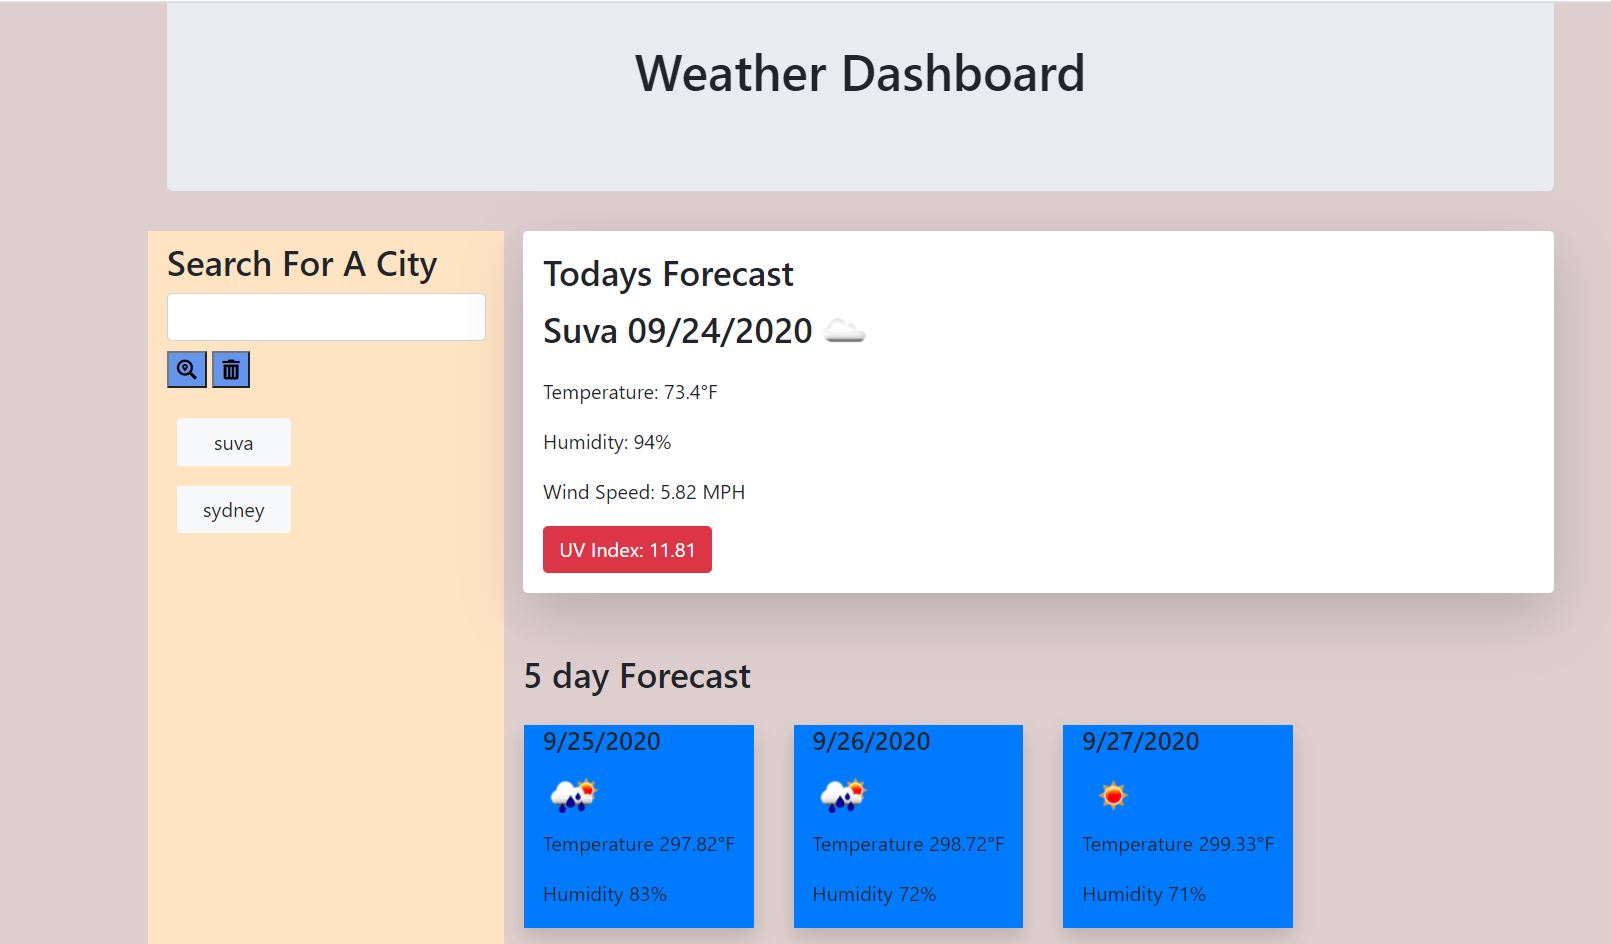 Weather Dashboard
Search For A City
suva
sydney
Todays Forecast
Suva 09/24/2020
Temperature: 73.4°F
Humidity: 94%
Wind Speed: 5.82 MPH
UV Index: 11.81
5 day Forecast
9/25/2020
Temperature 297.82°F
Humidity 83%
9/26/2020
Temperature 298.72°F
Humidity 72%
9/27/2020
Temperature 299.33°F
Humidity 71%